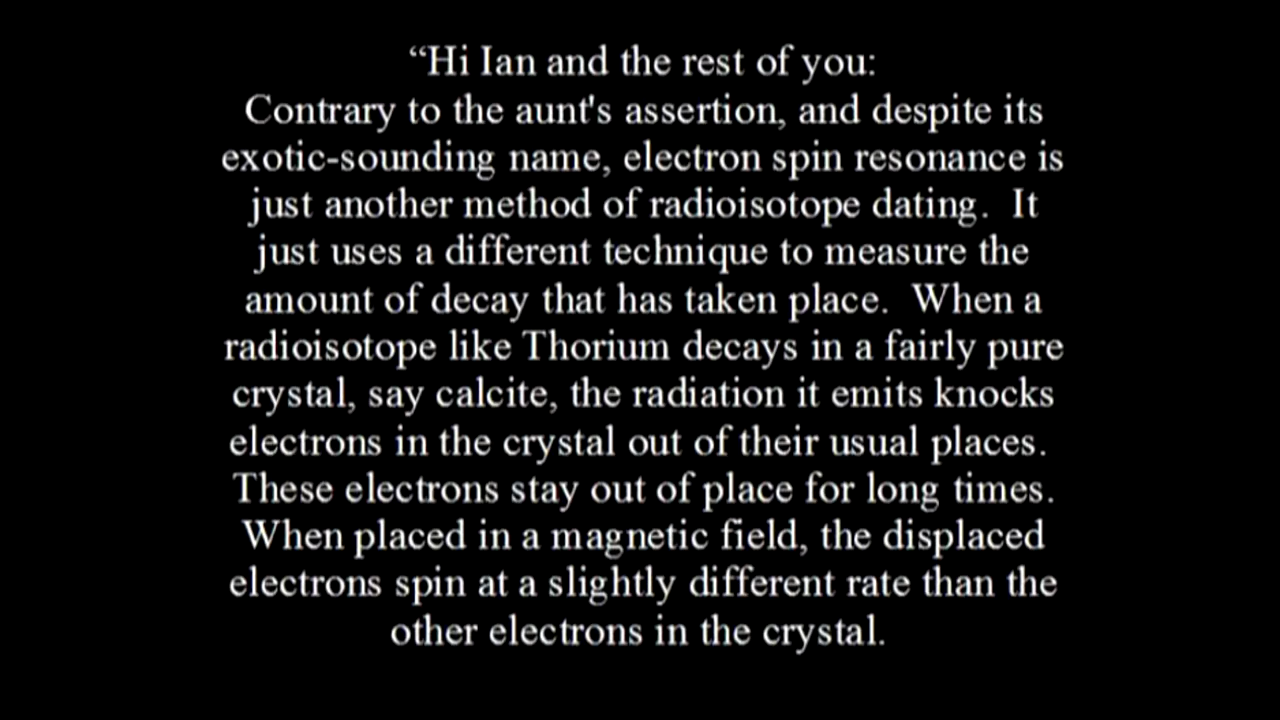 “Hi Ian and the rest of you:
Contrary to the aunt's assertion, and despite its
exotic-sounding name, electron spin resonance is
just another method of radioisotope dating.  It
just uses a different technique to measure the
amount of decay that has taken place.  When a
radioisotope like Thorium decays in a fairly pure
crystal, say calcite, the radiation it emits knocks
electrons in the crystal out of their usual places.
These electrons stay out of place for long times.
When placed in a magnetic field, the displaced
electrons spin at a slightly different rate than the
other electrons in the crystal.